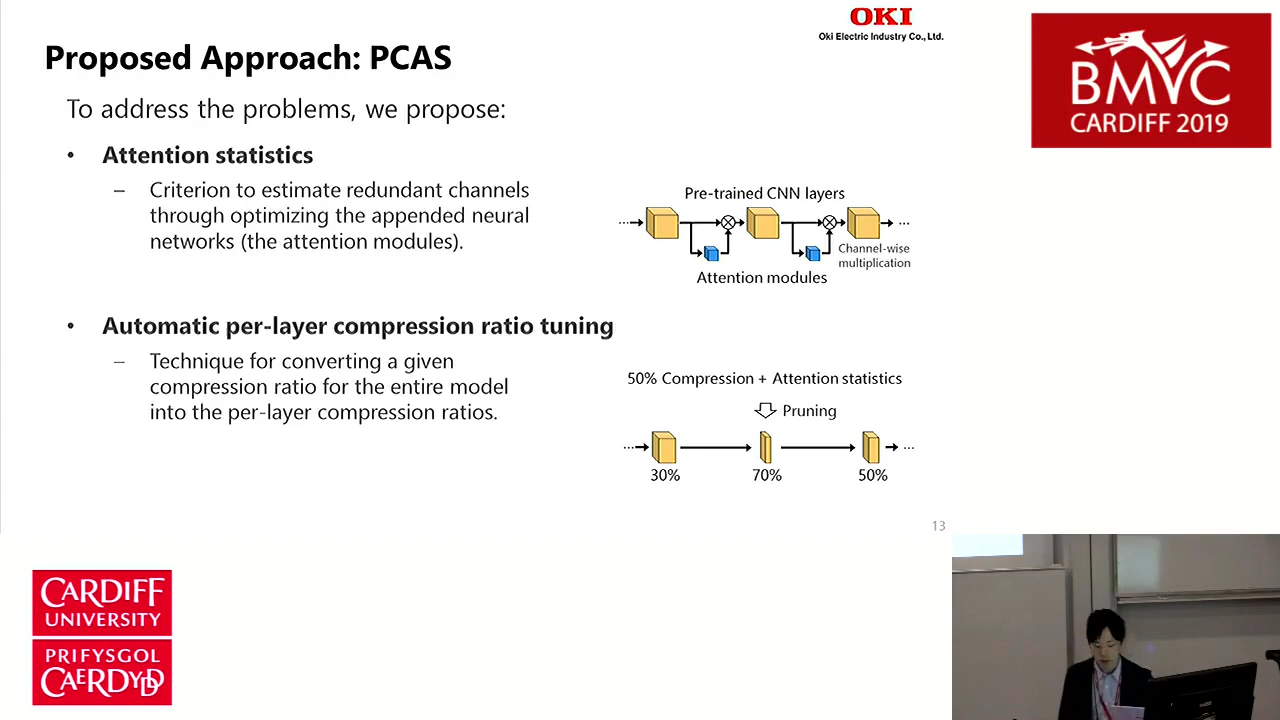 OKI
Oki Electric Industry Co., Ltd.
Proposed Approach: PCAS
To address the problems, we propose:
• Attention statistics
– Criterion to estimate redundant channels
through optimizing the appended neural
networks (the attention modules).
Pre-trained CNN layers
... ...
Channel-wise
multiplication
Attention modules
• Automatic per-layer compression ratio tuning
– Technique for converting a given
compression ratio for the entire model
into the per-layer compression ratios.
50% Compression + Attention statistics
Pruning
... ...
30% 70% 50%
13
BMVC
CARDIFF 2019
CARDIFF
UNIVERSITY
PRIFYSGOL
CAERDYDD